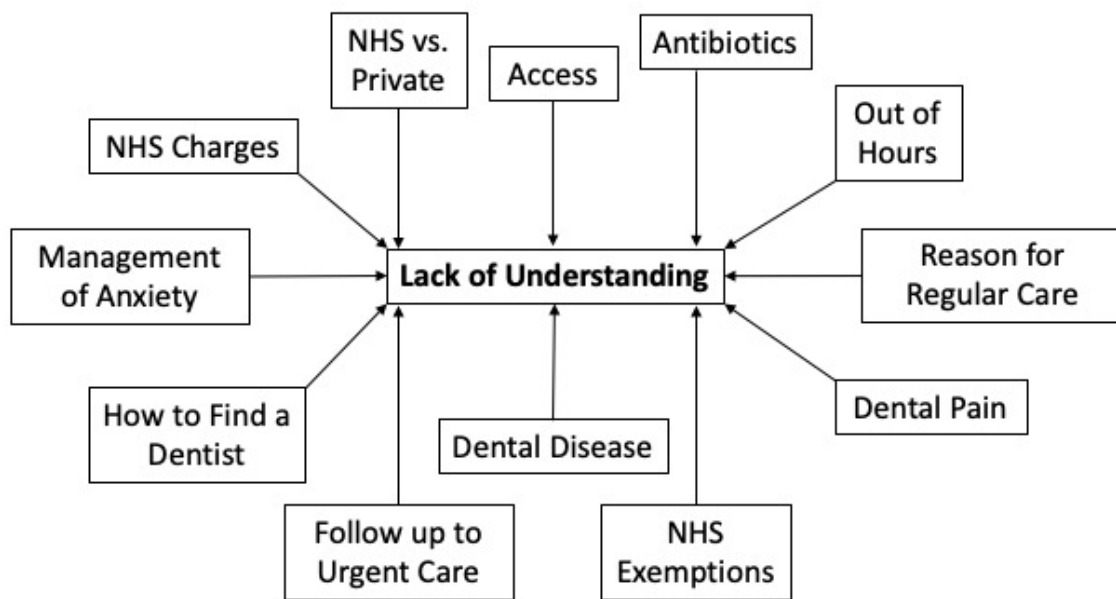 NHS vs.
Private
Access
Antibiotics
NHS Charges
Out of
Hours
Management
of Anxiety
Lack of Understanding
Reason for
Regular Care
How to Find a
Dentist
Dental Disease
Dental Pain
Follow up to
Urgent Care
NHS
Exemptions